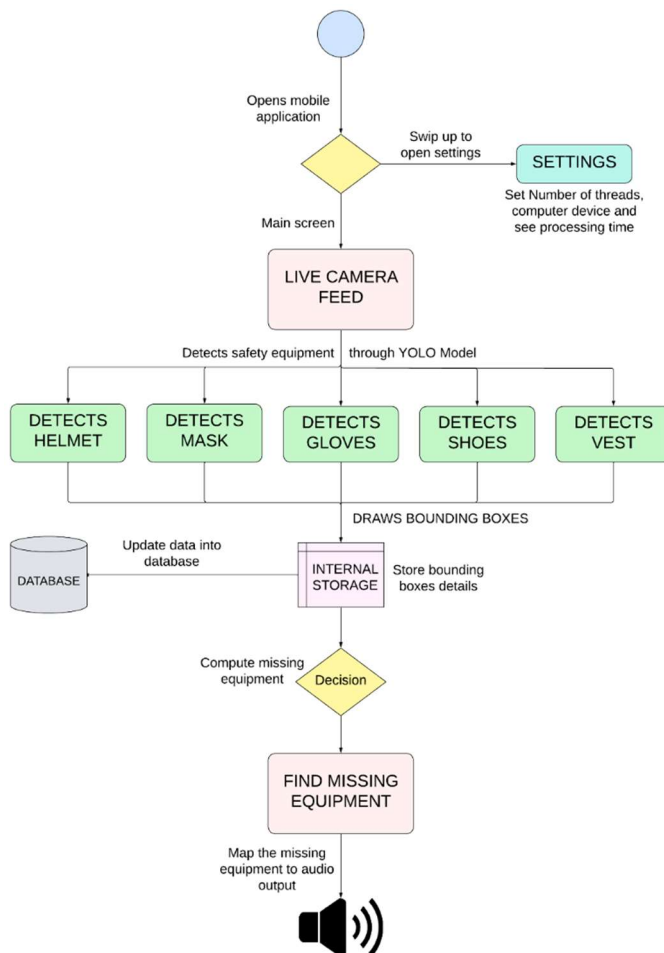 Opens mobile
application
Swip up to
open settings
SETTINGS
Set Number of threads,
computer device and
see processing time
Main screen
LIVE CAMERA
FEED
Detects safety equipment
through YOLO Model
DETECTS
HELMET
DETECTS
MASK
DETECTS
GLOVES
DETECTS
SHOES
DETECTS
VEST
DRAWS BOUNDING BOXES
Update data into
database
DATABASE
INTERNAL
STORAGE
Store bounding
boxes details
Compute missing
equipment
Decision
FIND MISSING
EQUIPMENT
Map the missing
equipment to audio
output